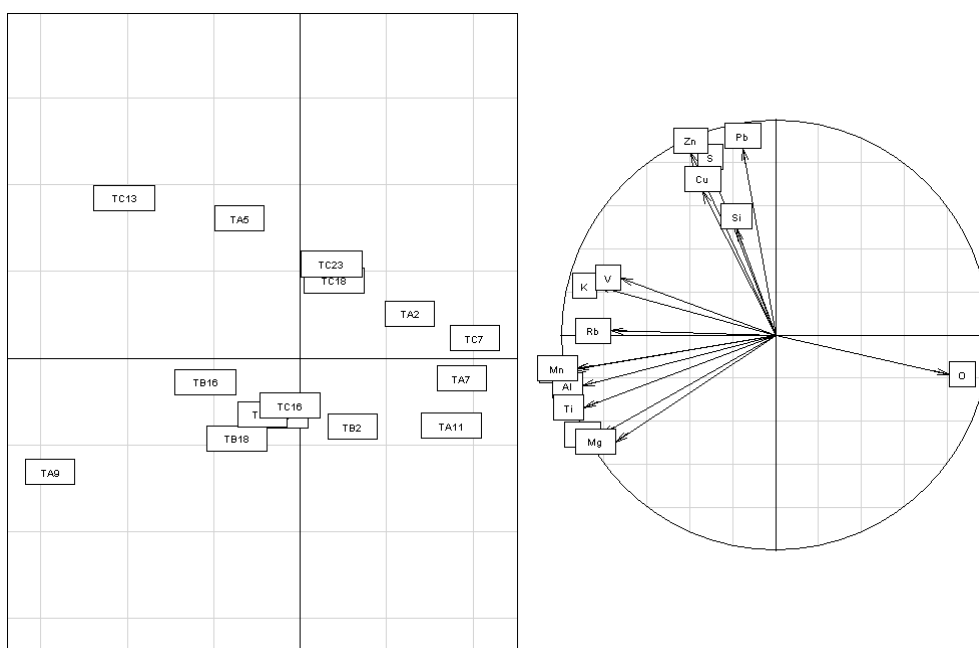 TC13
TA5
TC23
TC18
TA2
TC7
TB16
TA7
TC16
TB2
TA11
TB18
TA9
Zn
Pb
S
Cu
Si
V
K
Rb
Mn
Al
O
Ti
Mg